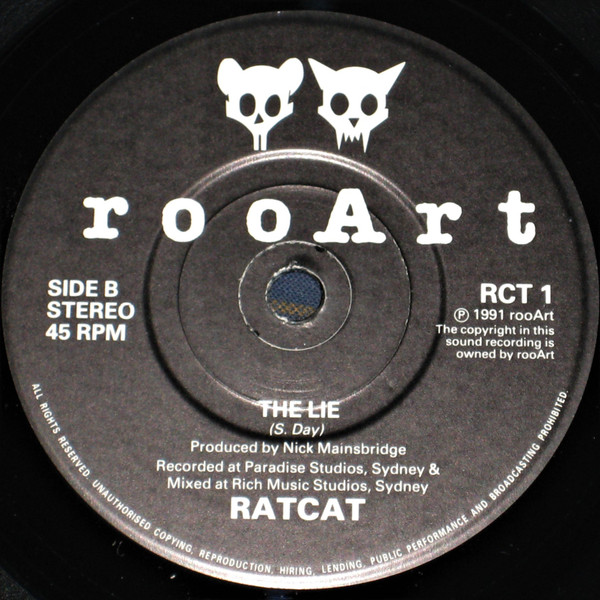 rooArt
SIDE B
STEREO
45 RPM
RCT 1
℗ 1991 rooArt
The copyright in this
sound recording is
owned by rooArt
THE LIE
(S. Day)
Produced by Nick Mainsbridge
Recorded at Paradise Studios, Sydney &
Mixed at Rich Music Studios, Sydney
RATCAT
ALL RIGHTS RESERVED UNAUTHORISED COPYING, REPRODUCTION, HIRING, LENDING, PUBLIC PERFORMANCE AND BROADCASTING PROHIBITED.